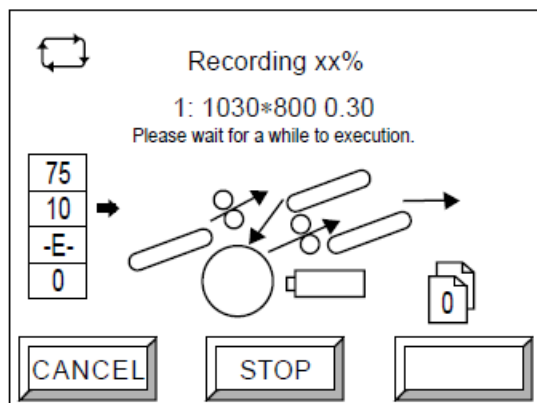 Recording xx%
1: 1030*800 0.30
Please wait for a while to execution.
75
10
-E-
0
0
CANCEL
STOP